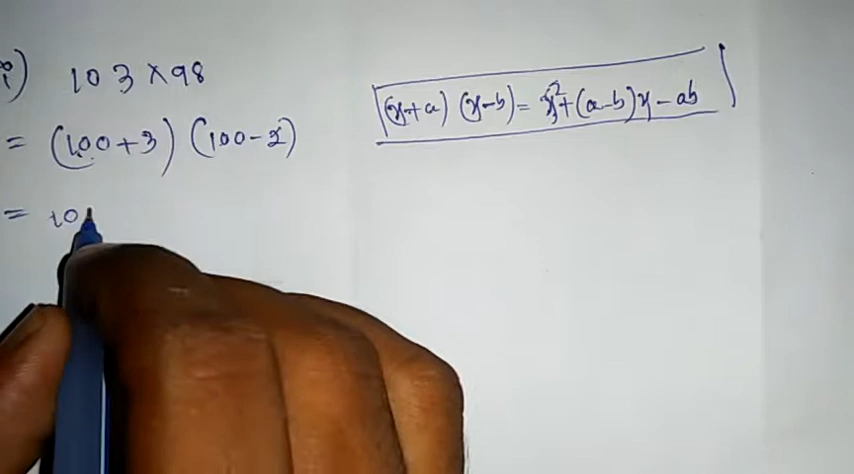 i) 103 × 98
= (100 + 3) (100 - 2)
= 10
(x + a) (x - b) = x² + (a - b)x - ab